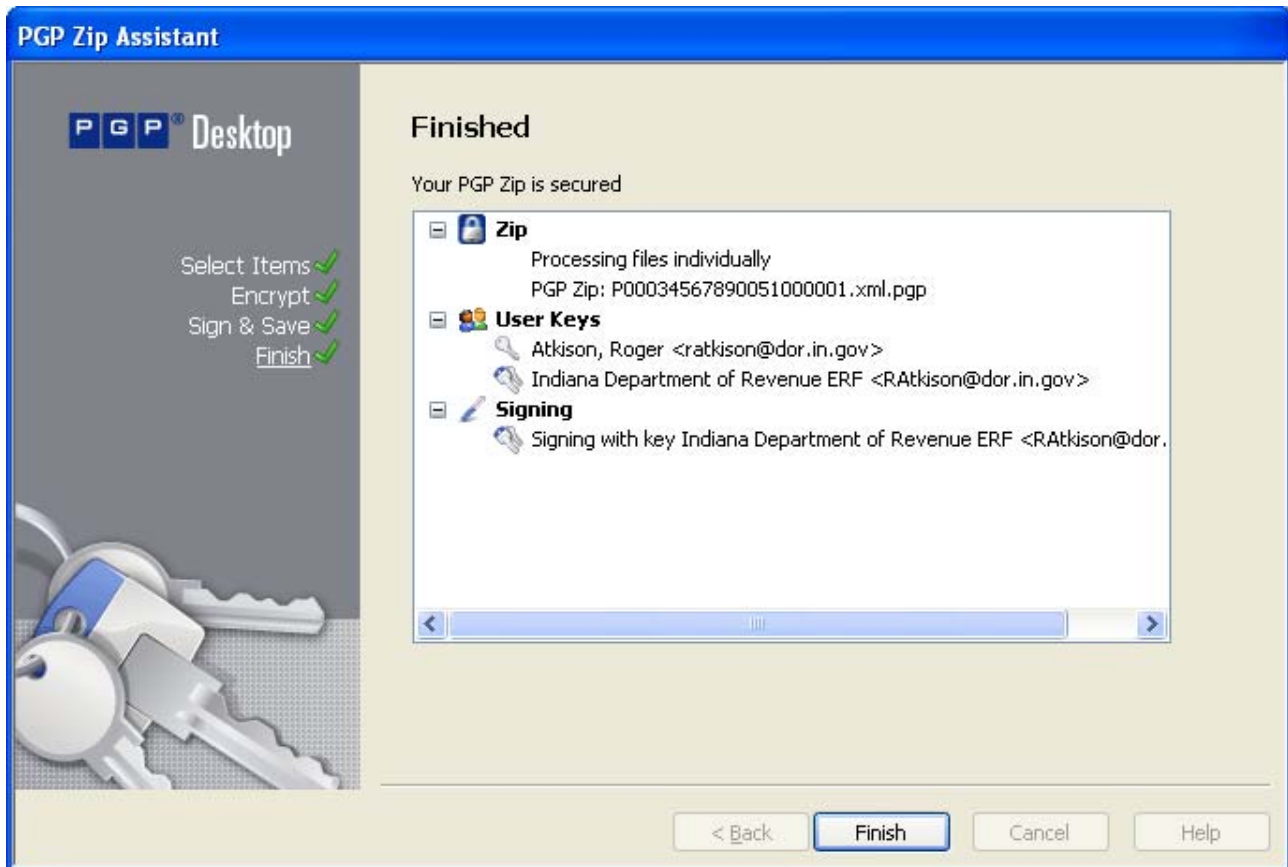 PGP Zip Assistant
PGP® Desktop
Select Items
Encrypt
Sign & Save
Finish
Finished
Your PGP Zip is secured
Zip
Processing files individually
PGP Zip: P00034567890051000001.xml.pgp
User Keys
Atkison, Roger <ratkison@dor.in.gov>
Indiana Department of Revenue ERF <RAtkison@dor.in.gov>
Signing
Signing with key Indiana Department of Revenue ERF <RAtkison@dor.
< Back
Finish
Cancel
Help